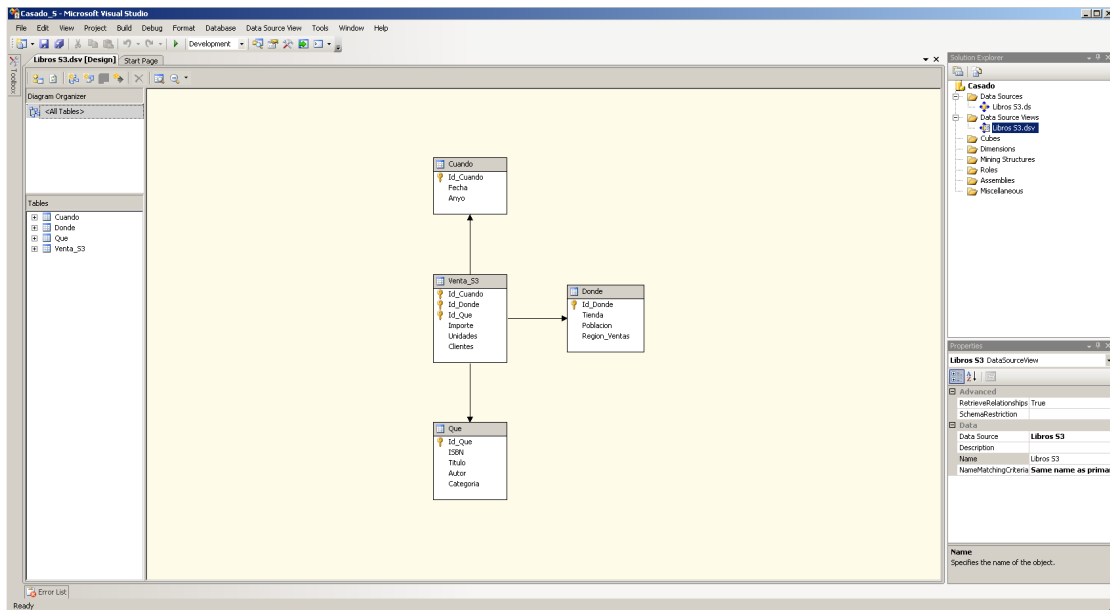 Casado_5 - Microsoft Visual Studio
File Edit View Project Build Debug Format Database Data Source View Tools Window Help
Development
Toolbox
Libros S3.dsv [Design] Start Page
Diagram Organizer
<All Tables>
Tables
Cuando
Donde
Que
Venta_S3
Cuando
Id_Cuando
Fecha
Anyo
Venta_S3
Id_Cuando
Id_Donde
Id_Que
Importe
Unidades
Clientes
Donde
Id_Donde
Tienda
Poblacion
Region_Ventas
Que
Id_Que
ISBN
Titulo
Autor
Categoria
Solution Explorer
Casado
Data Sources
Libros S3.ds
Data Source Views
Libros S3.dsv
Cubes
Dimensions
Mining Structures
Roles
Assemblies
Miscellaneous
Properties
Libros S3 DataSourceView
Advanced
RetrieveRelationships True
SchemaRestriction
Data
Data Source Libros S3
Description
Name Libros S3
NameMatchingCriteria Same name as primar
Name
Specifies the name of the object.
Error List
Ready